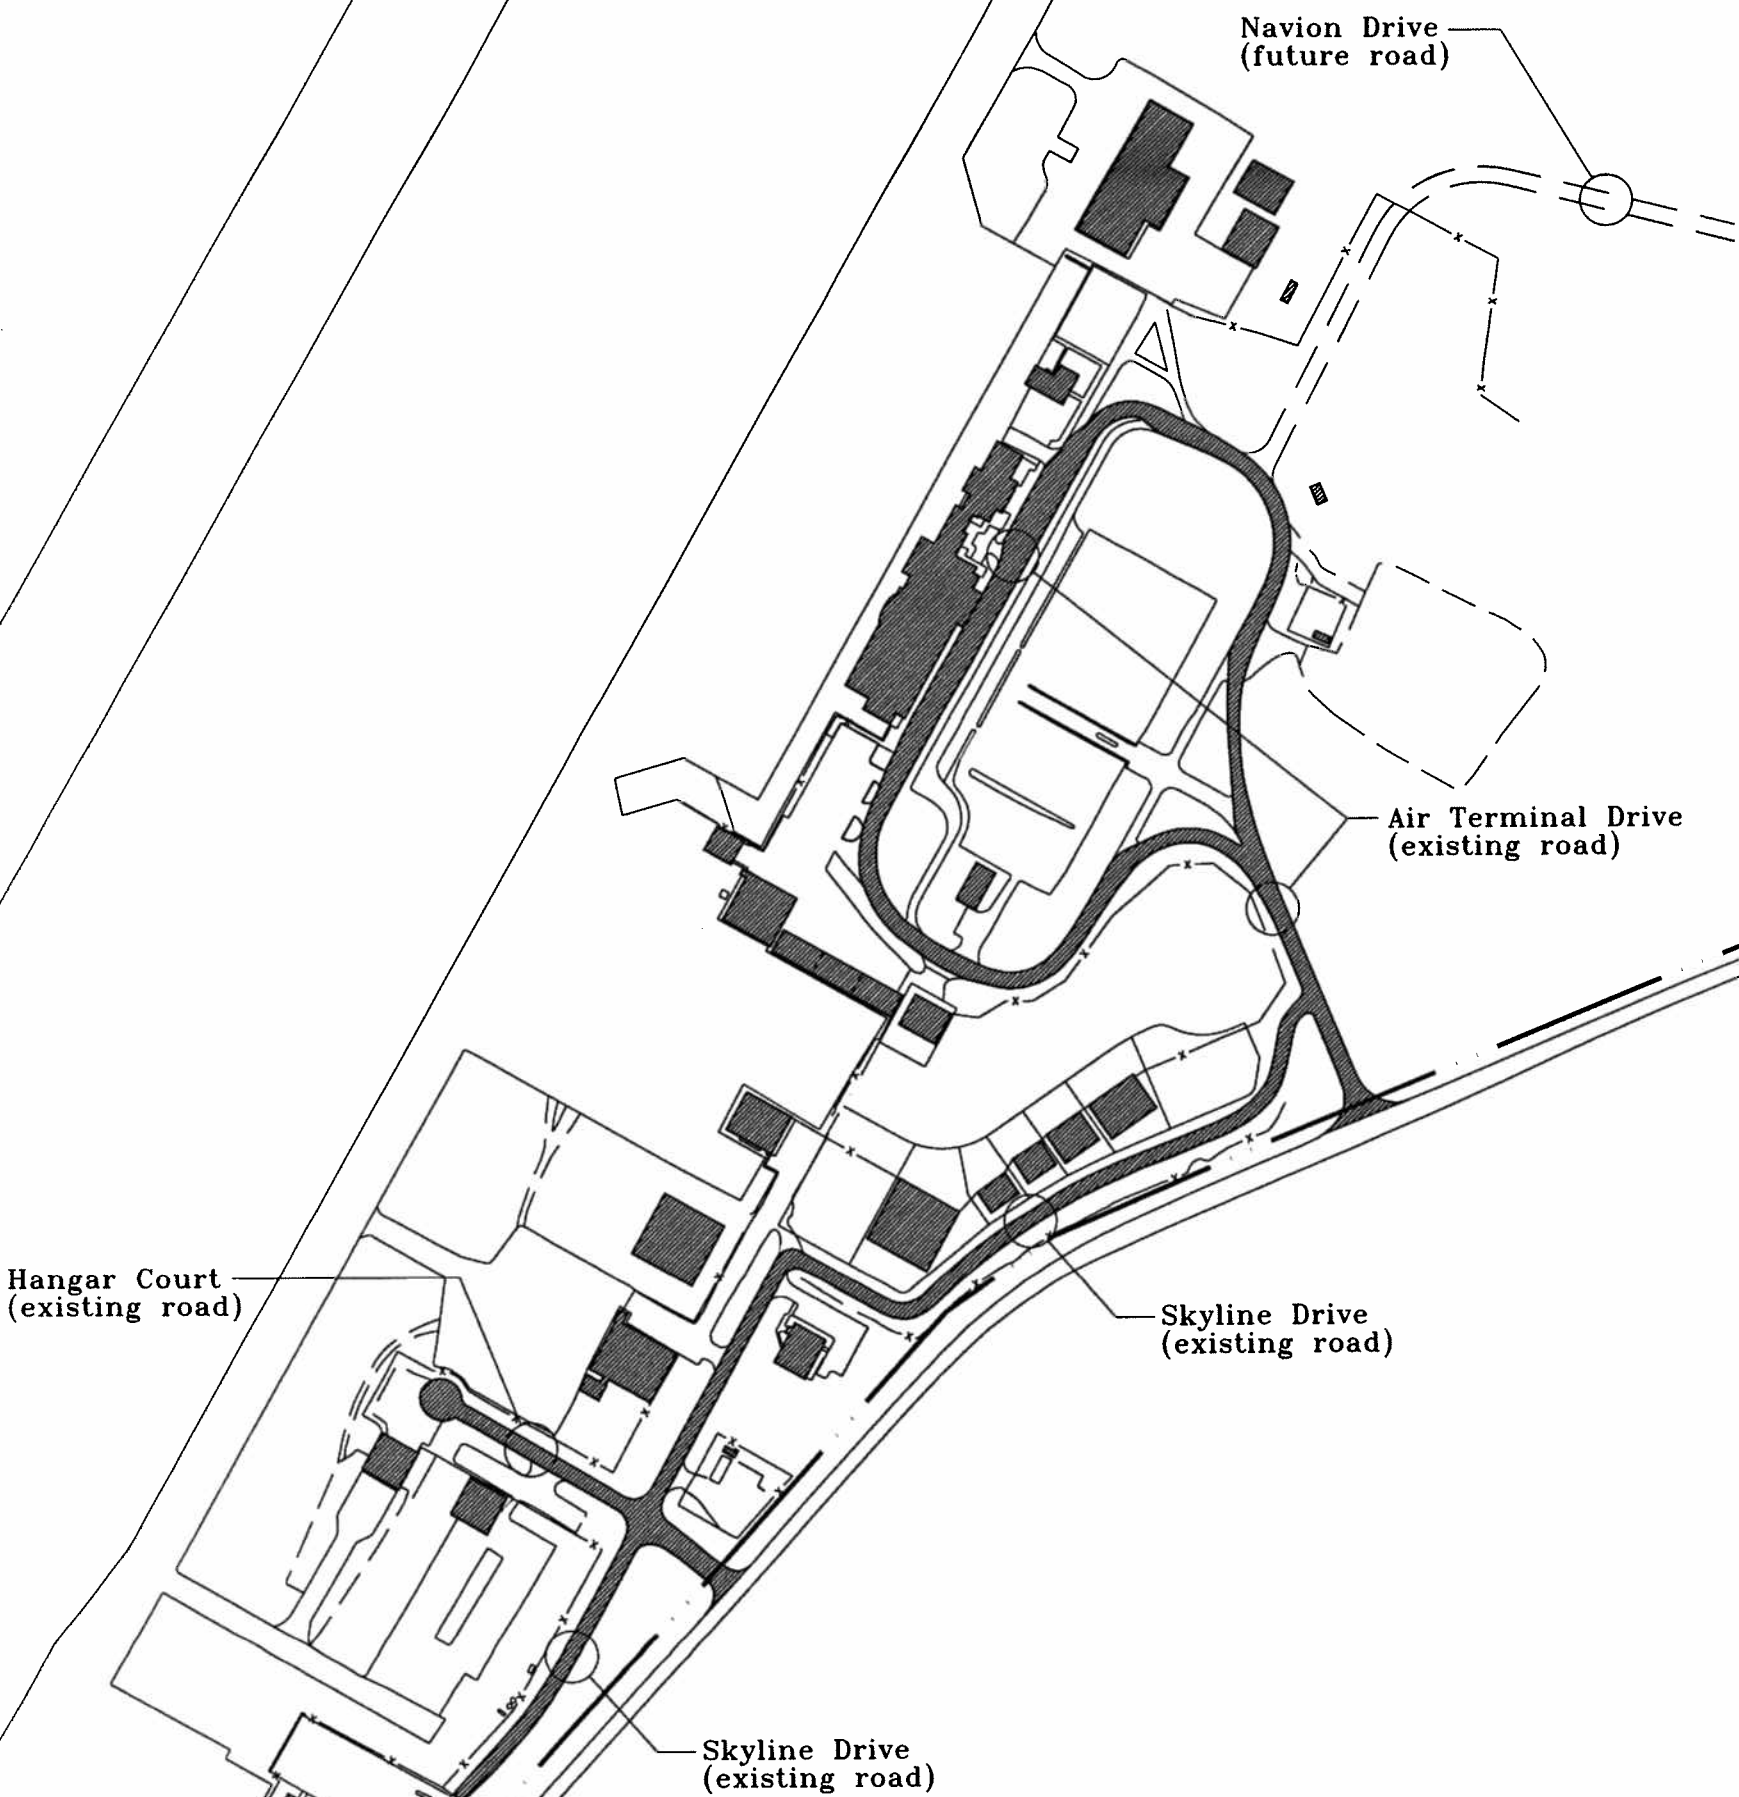 Navion Drive
(future road)
Air Terminal Drive
(existing road)
Hangar Court
(existing road)
Skyline Drive
(existing road)
Skyline Drive
(existing road)